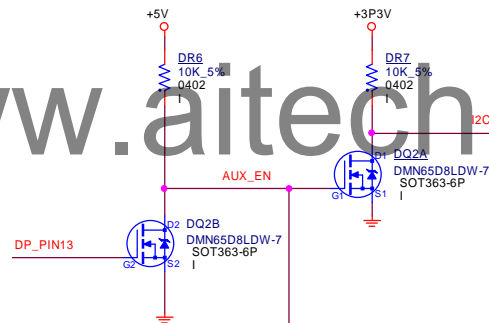 +5V
+3P3V
DR6
10K_5%
0402
I
DR7
10K_5%
0402
I
w.aitech
I2C
AUX_EN
D1
DQ2A
DMN65D8LDW-7
SOT363-6P
I
G1
S1
D2
DQ2B
DMN65D8LDW-7
SOT363-6P
I
DP_PIN13
G2
S2